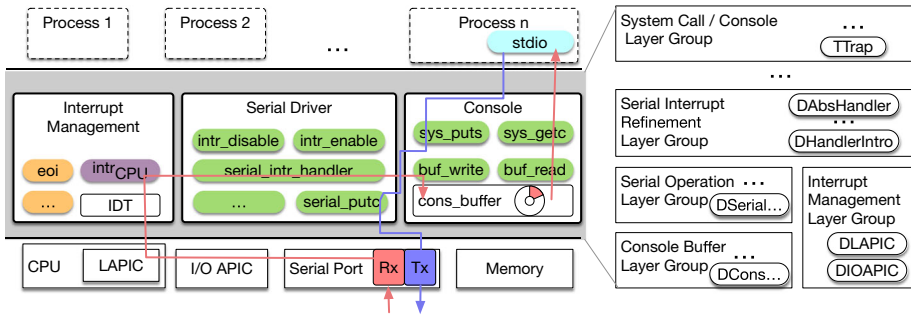 Process 1
Process 2
...
Process n
stdio
Interrupt
Management
eoi
intrCPU
...
IDT
Serial Driver
intr_disable
intr_enable
serial_intr_handler
...
serial_putc
Console
sys_puts
sys_getc
buf_write
buf_read
cons_buffer
CPU
LAPIC
I/O APIC
Serial Port
Rx
Tx
Memory
System Call / Console
Layer Group
...
TTrap
...
Serial Interrupt
Refinement
Layer Group
DAbsHandler
...
DHandlerIntro
Serial Operation
Layer Group
...
DSerial...
Console Buffer
Layer Group
...
DCons...
Interrupt
Management
Layer Group
DLAPIC
DIOAPIC